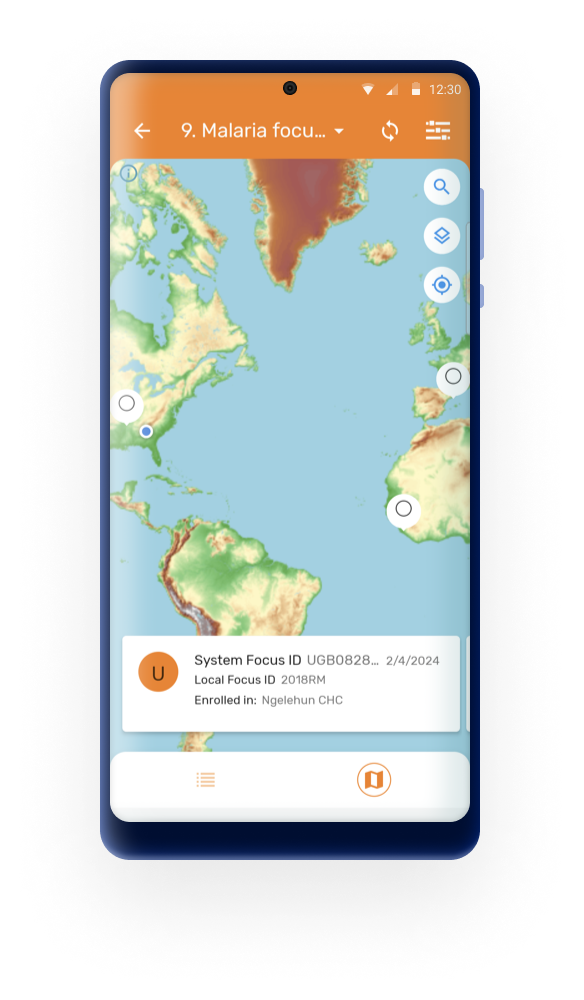 12:30
9. Malaria focu...
U
System Focus ID UGB0828... 2/4/2024
Local Focus ID 2018RM
Enrolled in: Ngelehun CHC